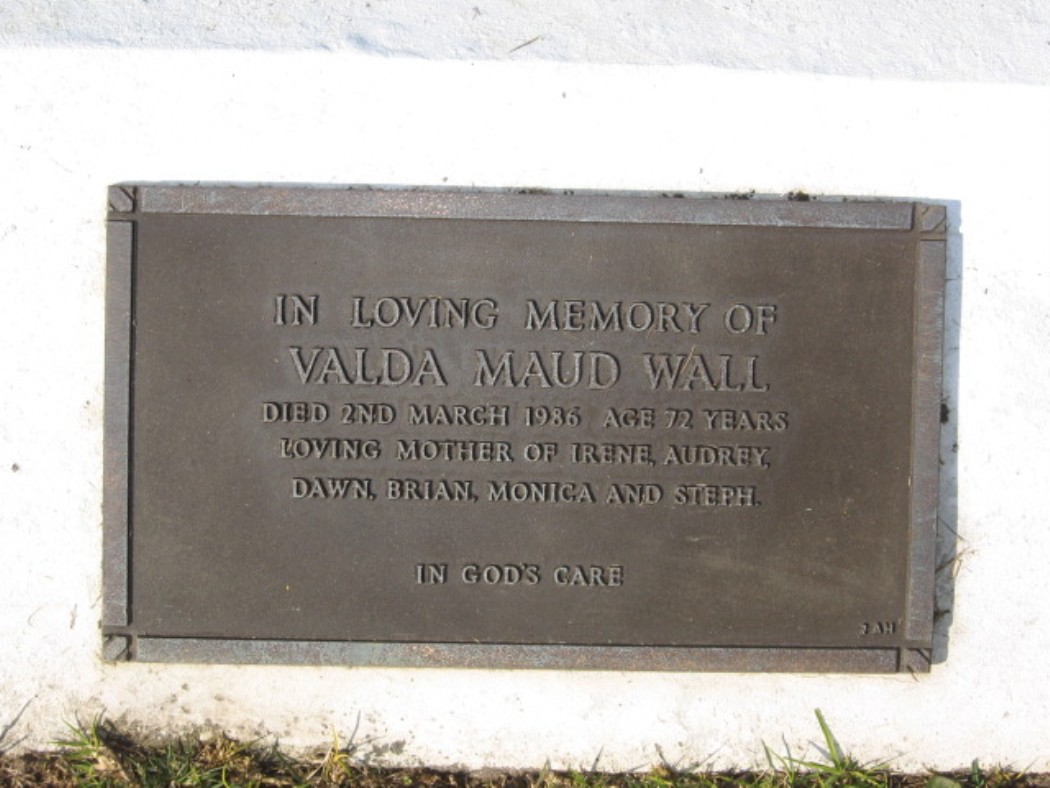 IN LOVING MEMORY OF
VALDA MAUD WALL
DIED 2ND MARCH 1986 AGE 72 YEARS
LOVING MOTHER OF IRENE, AUDREY,
DAWN, BRIAN, MONICA AND STEPH.
IN GOD'S CARE